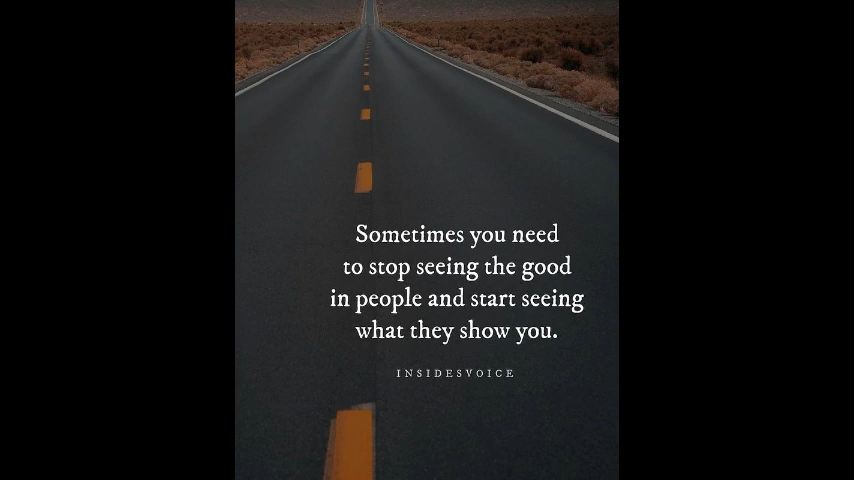 Sometimes you need
to stop seeing the good
in people and start seeing
what they show you.
INSIDESVOICE